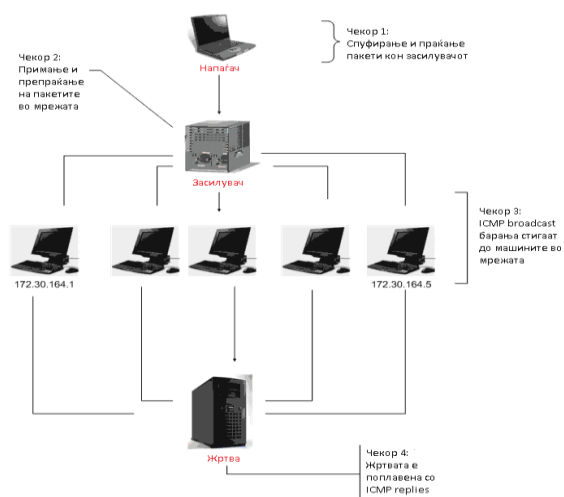 Чекор 1:
Спуфирање и праќање
пакети кон засилувачот
Чекор 2:
Примање и
препраќање
на пакетите
во мрежата
Напаѓач
Засилувач
Чекор 3:
ICMP broadcast
барања стигаат
до машините во
мрежата
172.30.164.1
172.30.164.5
Жртва
Чекор 4:
Жртвата е
поплавена со
ICMP replies